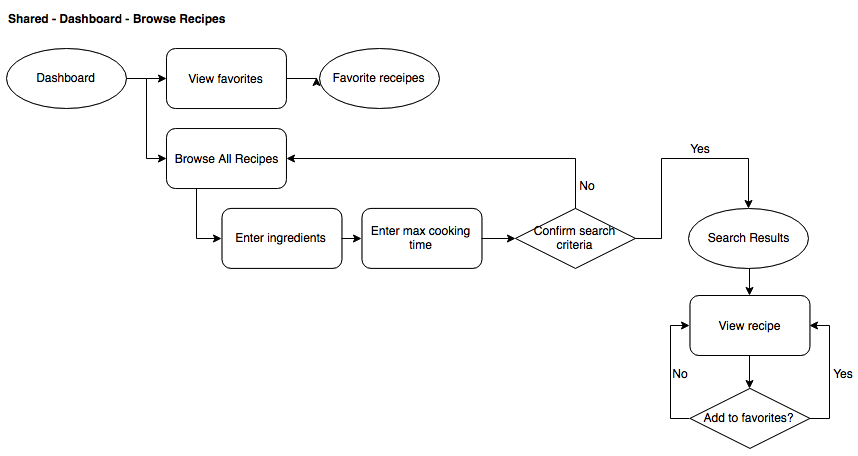 Shared - Dashboard - Browse Recipes
Dashboard
View favorites
Favorite receipes
Browse All Recipes
Yes
No
Enter ingredients
Enter max cooking
time
Confirm search
criteria
Search Results
View recipe
No
Yes
Add to favorites?